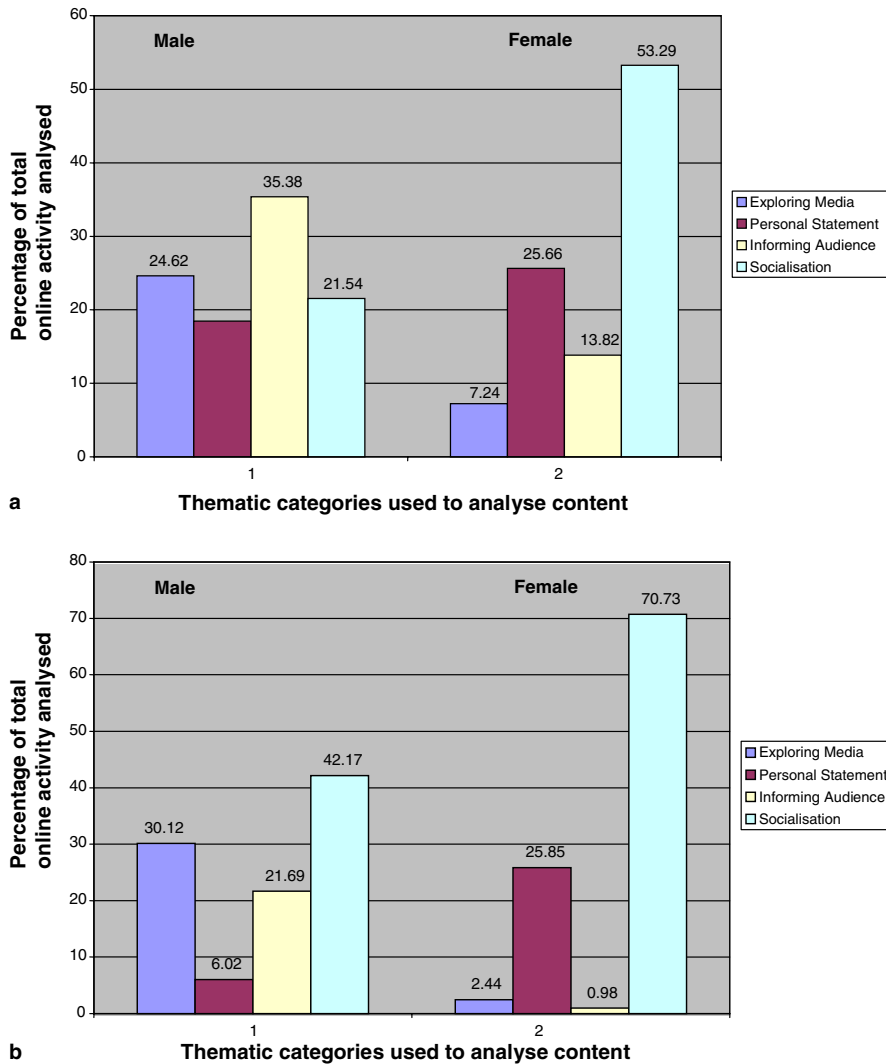 60
Male
Female
53.29
50
40
35.38
30
24.62
25.66
21.54
20
13.82
10
7.24
0
1
2
Percentage of total
online activity analysed
Exploring Media
Personal Statement
Informing Audience
Socialisation
a
Thematic categories used to analyse content
80
Male
Female
70.73
70
60
50
42.17
40
30.12
30
25.85
21.69
20
10
6.02
2.44
0.98
0
1
2
Percentage of total
online activity analysed
Exploring Media
Personal Statement
Informing Audience
Socialisation
b
Thematic categories used to analyse content